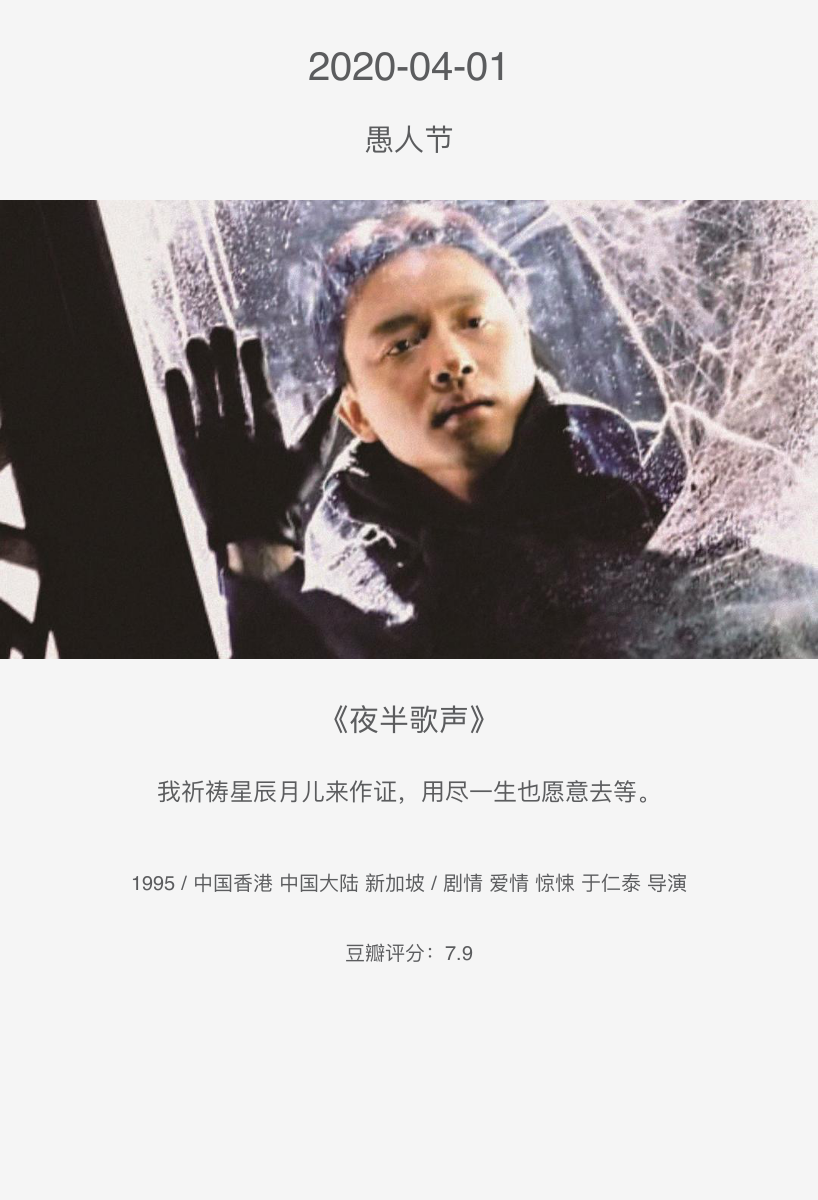 2020-04-01
愚人节
《夜半歌声》
我祈祷星辰月儿来作证，用尽一生也愿意去等。
1995 / 中国香港 中国大陆 新加坡 / 剧情 爱情 惊悚 于仁泰 导演
豆瓣评分：7.9